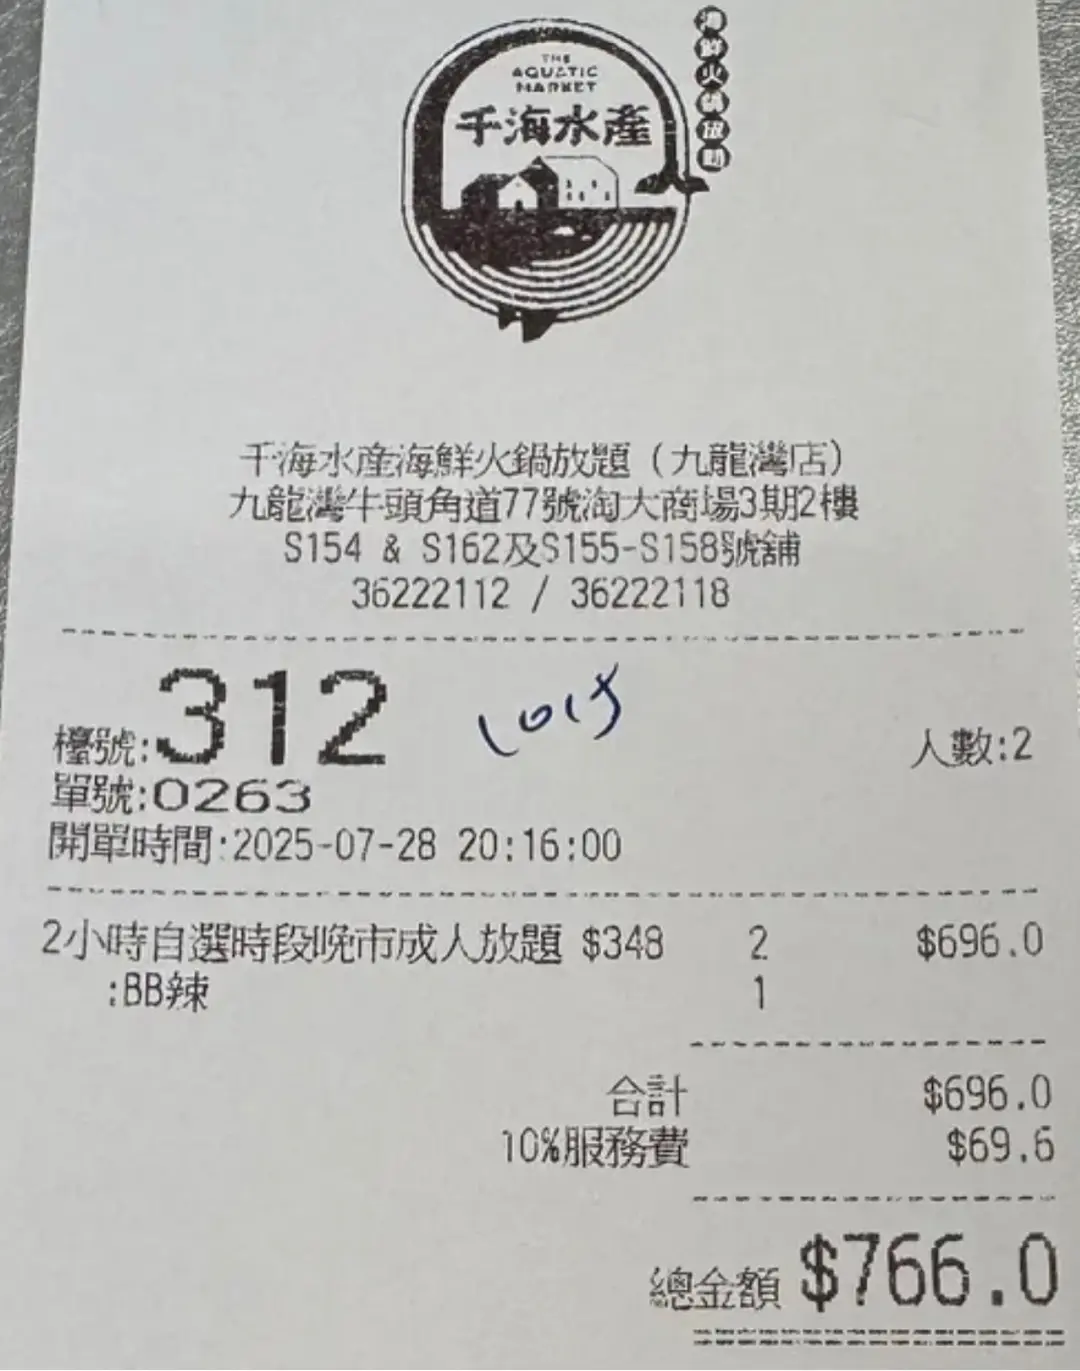 THE
AQUATIC
MARKET
千海水產
海鮮火鍋放題
千海水産海鮮火鍋放題（九龍灣店）
九龍灣牛頭角道77號淘大商場3期2樓
S154 & S162及S155-S158號舖
36222112 / 36222118
檯號:312
人數:2
單號:0263
開單時間:2025-07-28 20:16:00
2小時自選時段晚市成人放題 $348 2 $696.0
:BB辣 1
合計 $696.0
10%服務費 $69.6
總金額 $766.0